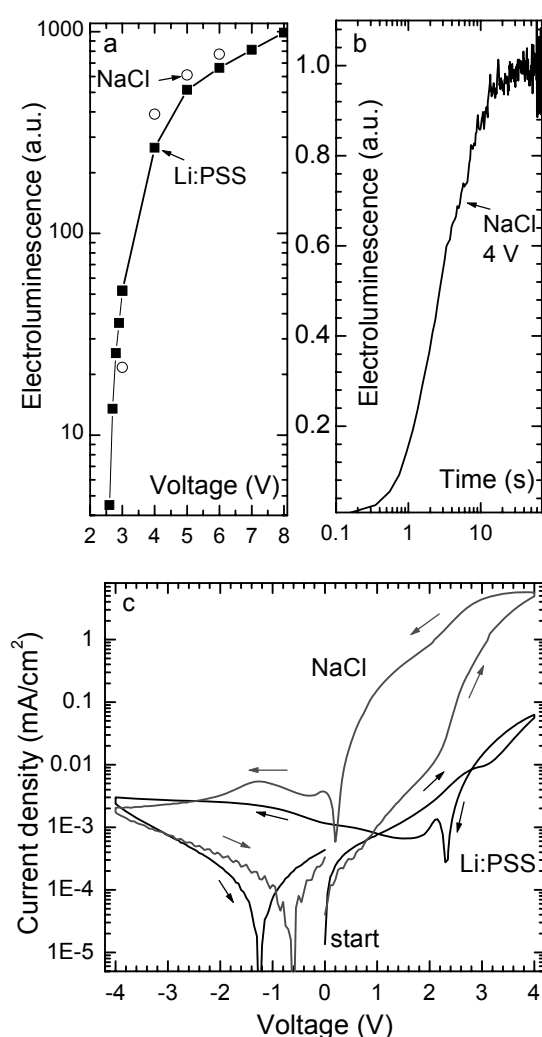 a
1000
100
10
Electroluminescence (a.u.)
NaCl
Li:PSS
Voltage (V)
2 3 4 5 6 7 8
b
1.0
0.8
0.6
0.4
0.2
Electroluminescence (a.u.)
NaCl
4 V
Time (s)
0.1 1 10
c
1
0.1
0.01
1E-3
1E-4
1E-5
Current density (mA/cm²)
NaCl
Li:PSS
start
-4 -3 -2 -1 0 1 2 3 4
Voltage (V)